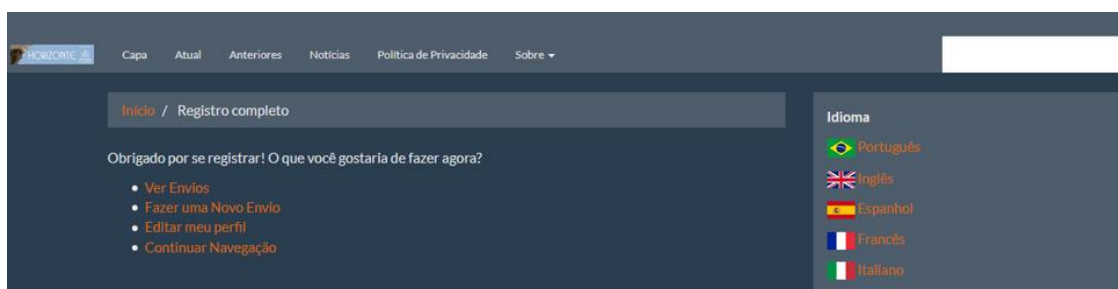 HORIZONTE
Capa Atual Anteriores Notícias Política de Privacidade Sobre
Início / Registro completo
Obrigado por se registrar! O que você gostaria de fazer agora?
Ver Envios
Fazer uma Novo Envio
Editar meu perfil
Continuar Navegação
Idioma
Português
Inglês
Espanhol
Francês
Italiano